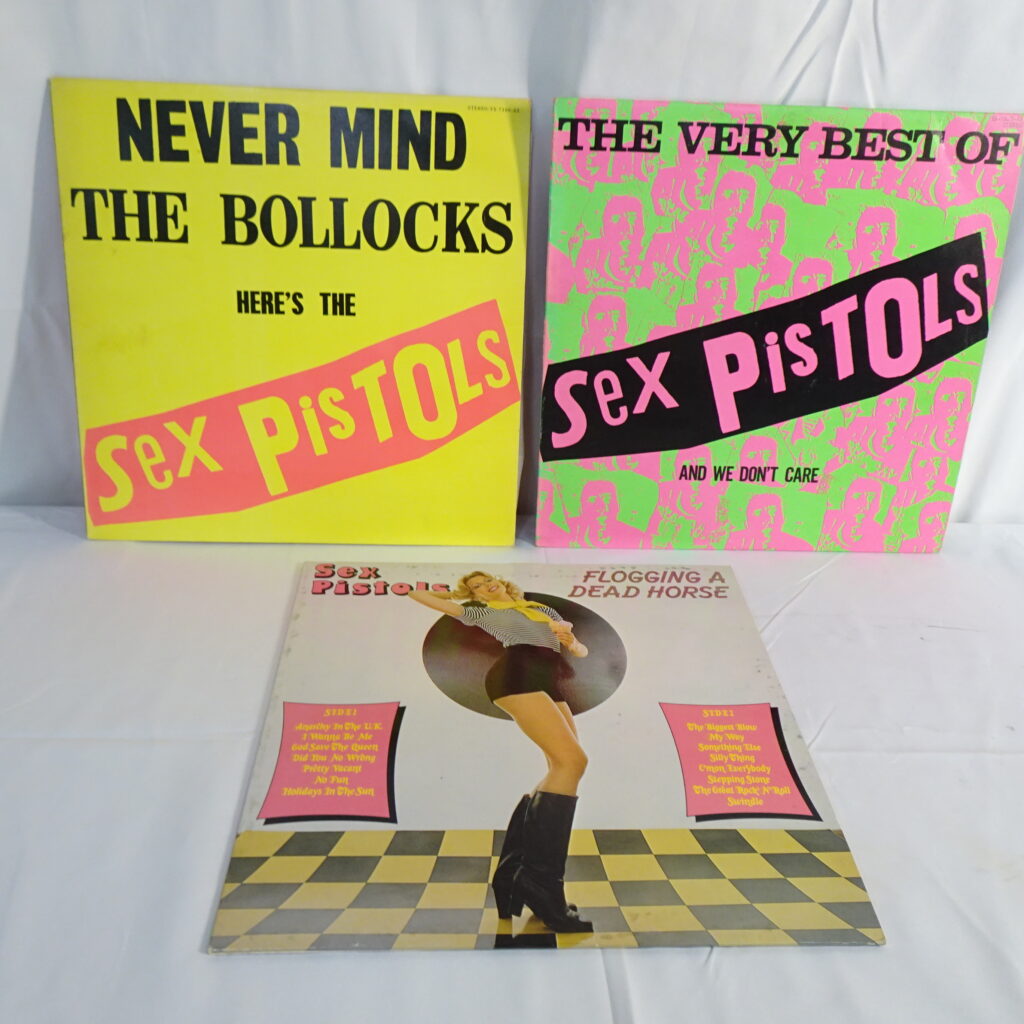 NEVER MIND
THE BOLLOCKS
HERE'S THE
Sex PiSTOLS
THE VERY BEST OF
Sex PiSTOLS
AND WE DON'T CARE
Sex
Pistols
FLOGGING A
DEAD HORSE
SIDE 1
Anarchy In The U.K.
I Wanna Be Me
God Save The Queen
Did You No Wrong
Pretty Vacant
No Fun
Holidays In The Sun
SIDE 2
The Biggest Blow
My Way
Something Else
Silly Thing
C'mon Everybody
Stepping Stone
The Great Rock 'N' Roll
Swindle